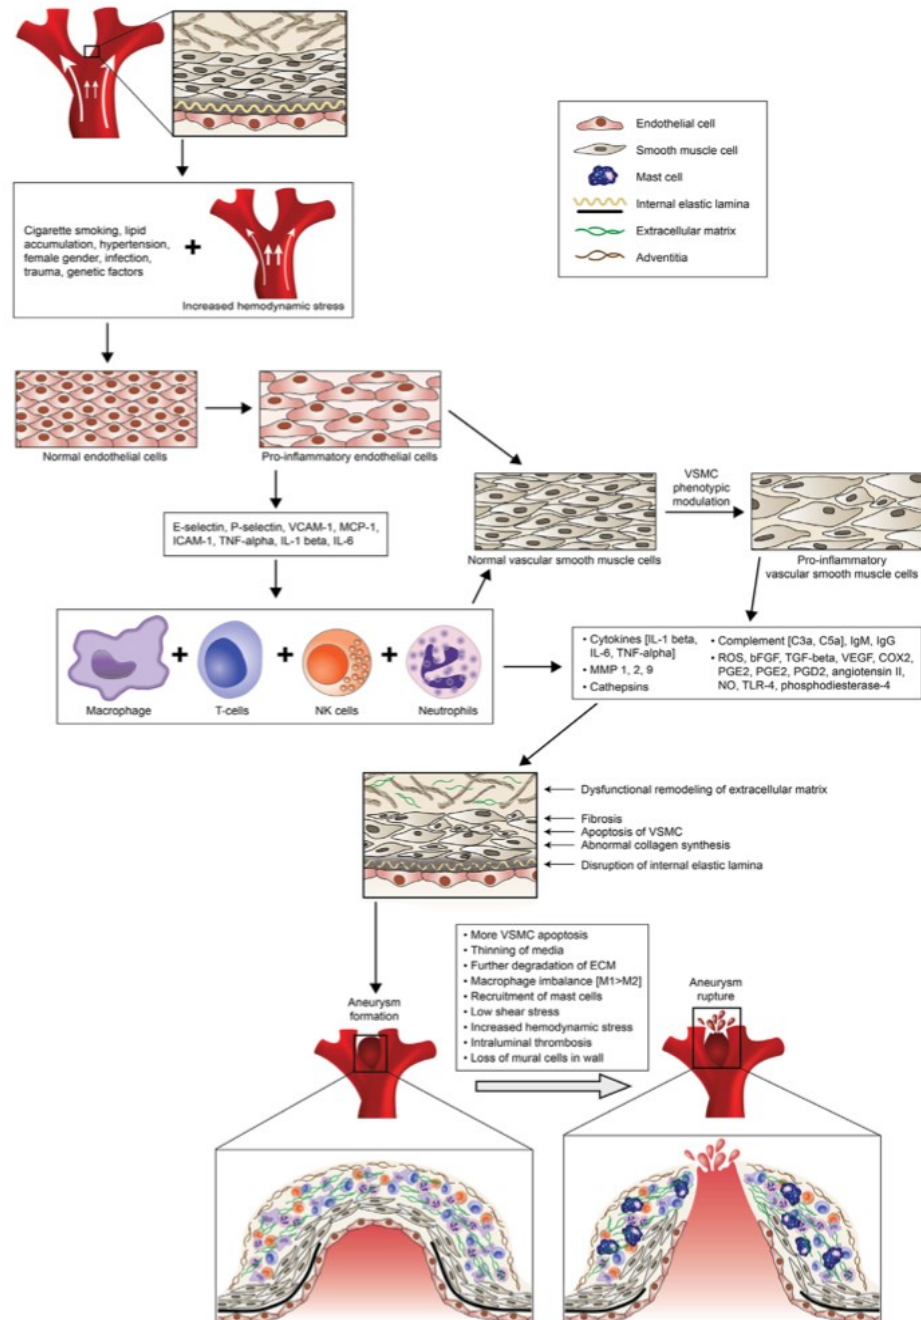 Endothelial cell
Smooth muscle cell
Mast cell
Internal elastic lamina
Extracellular matrix
Adventitia
Cigarette smoking, lipid
accumulation, hypertension,
female gender, infection,
trauma, genetic factors
+
Increased hemodynamic stress
Normal endothelial cells
Pro-inflammatory endothelial cells
E-selectin, P-selectin, VCAM-1, MCP-1,
ICAM-1, TNF-alpha, IL-1 beta, IL-6
VSMC
phenotypic
modulation
Normal vascular smooth muscle cells
Pro-inflammatory
vascular smooth muscle cells
+ + +
Macrophage
T-cells
NK cells
Neutrophils
• Cytokines [IL-1 beta,
IL-6, TNF-alpha]
• MMP 1, 2, 9
• Cathepsins
• Complement [C3a, C5a], IgM, IgG
• ROS, bFGF, TGF-beta, VEGF, COX2,
PGE2, PGE2, PGD2, angiotensin II,
NO, TLR-4, phosphodiesterase-4
Dysfunctional remodeling of extracellular matrix
Fibrosis
Apoptosis of VSMC
Abnormal collagen synthesis
Disruption of internal elastic lamina
Aneurysm
formation
• More VSMC apoptosis
• Thinning of media
• Further degradation of ECM
• Macrophage imbalance [M1>M2]
• Recruitment of mast cells
• Low shear stress
• Increased hemodynamic stress
• Intraluminal thrombosis
• Loss of mural cells in wall
Aneurysm
rupture